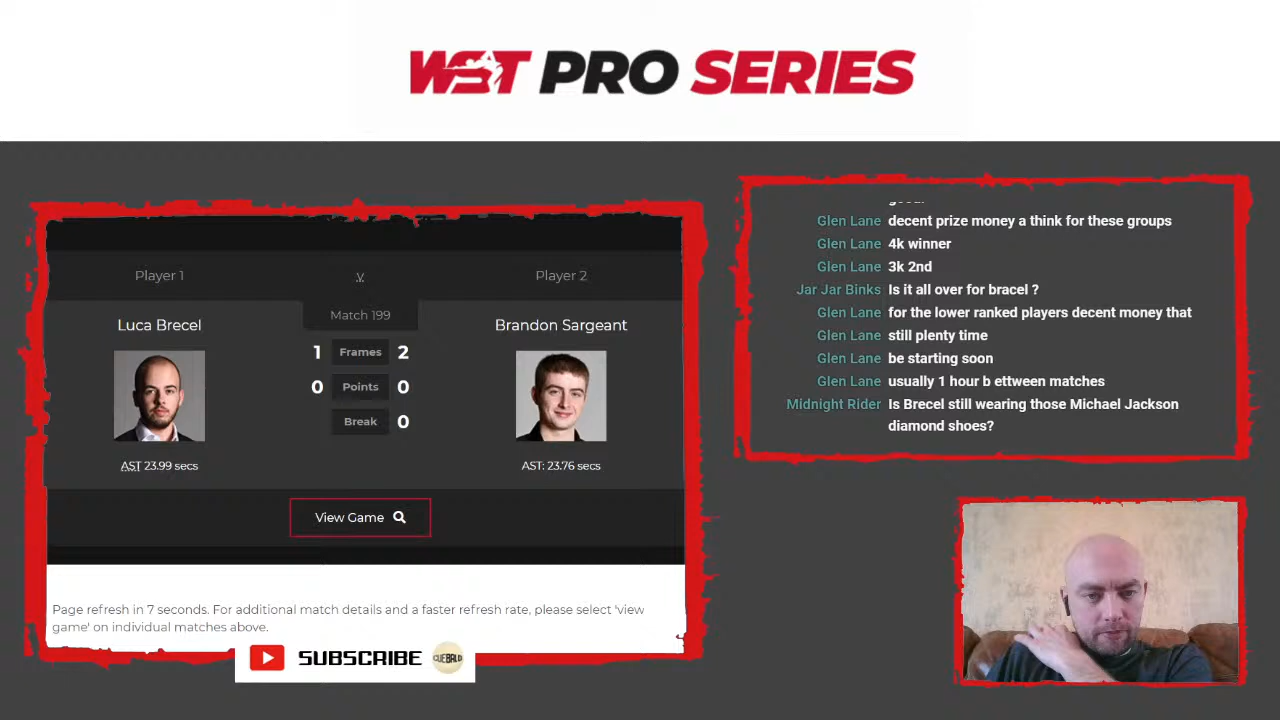 WST PRO SERIES
Player 1
v
Player 2
Match 199
Luca Brecel
Brandon Sargeant
1 Frames 2
0 Points 0
Break 0
AST 23.99 secs
AST: 23.76 secs
View Game
Page refresh in 7 seconds. For additional match details and a faster refresh rate, please select 'view
game' on individual matches above.
SUBSCRIBE
CUEBALD
Glen Lane decent prize money a think for these groups
Glen Lane 4k winner
Glen Lane 3k 2nd
Jar Jar Binks Is it all over for bracel ?
Glen Lane for the lower ranked players decent money that
Glen Lane still plenty time
Glen Lane be starting soon
Glen Lane usually 1 hour b ettween matches
Midnight Rider Is Brecel still wearing those Michael Jackson
diamond shoes?